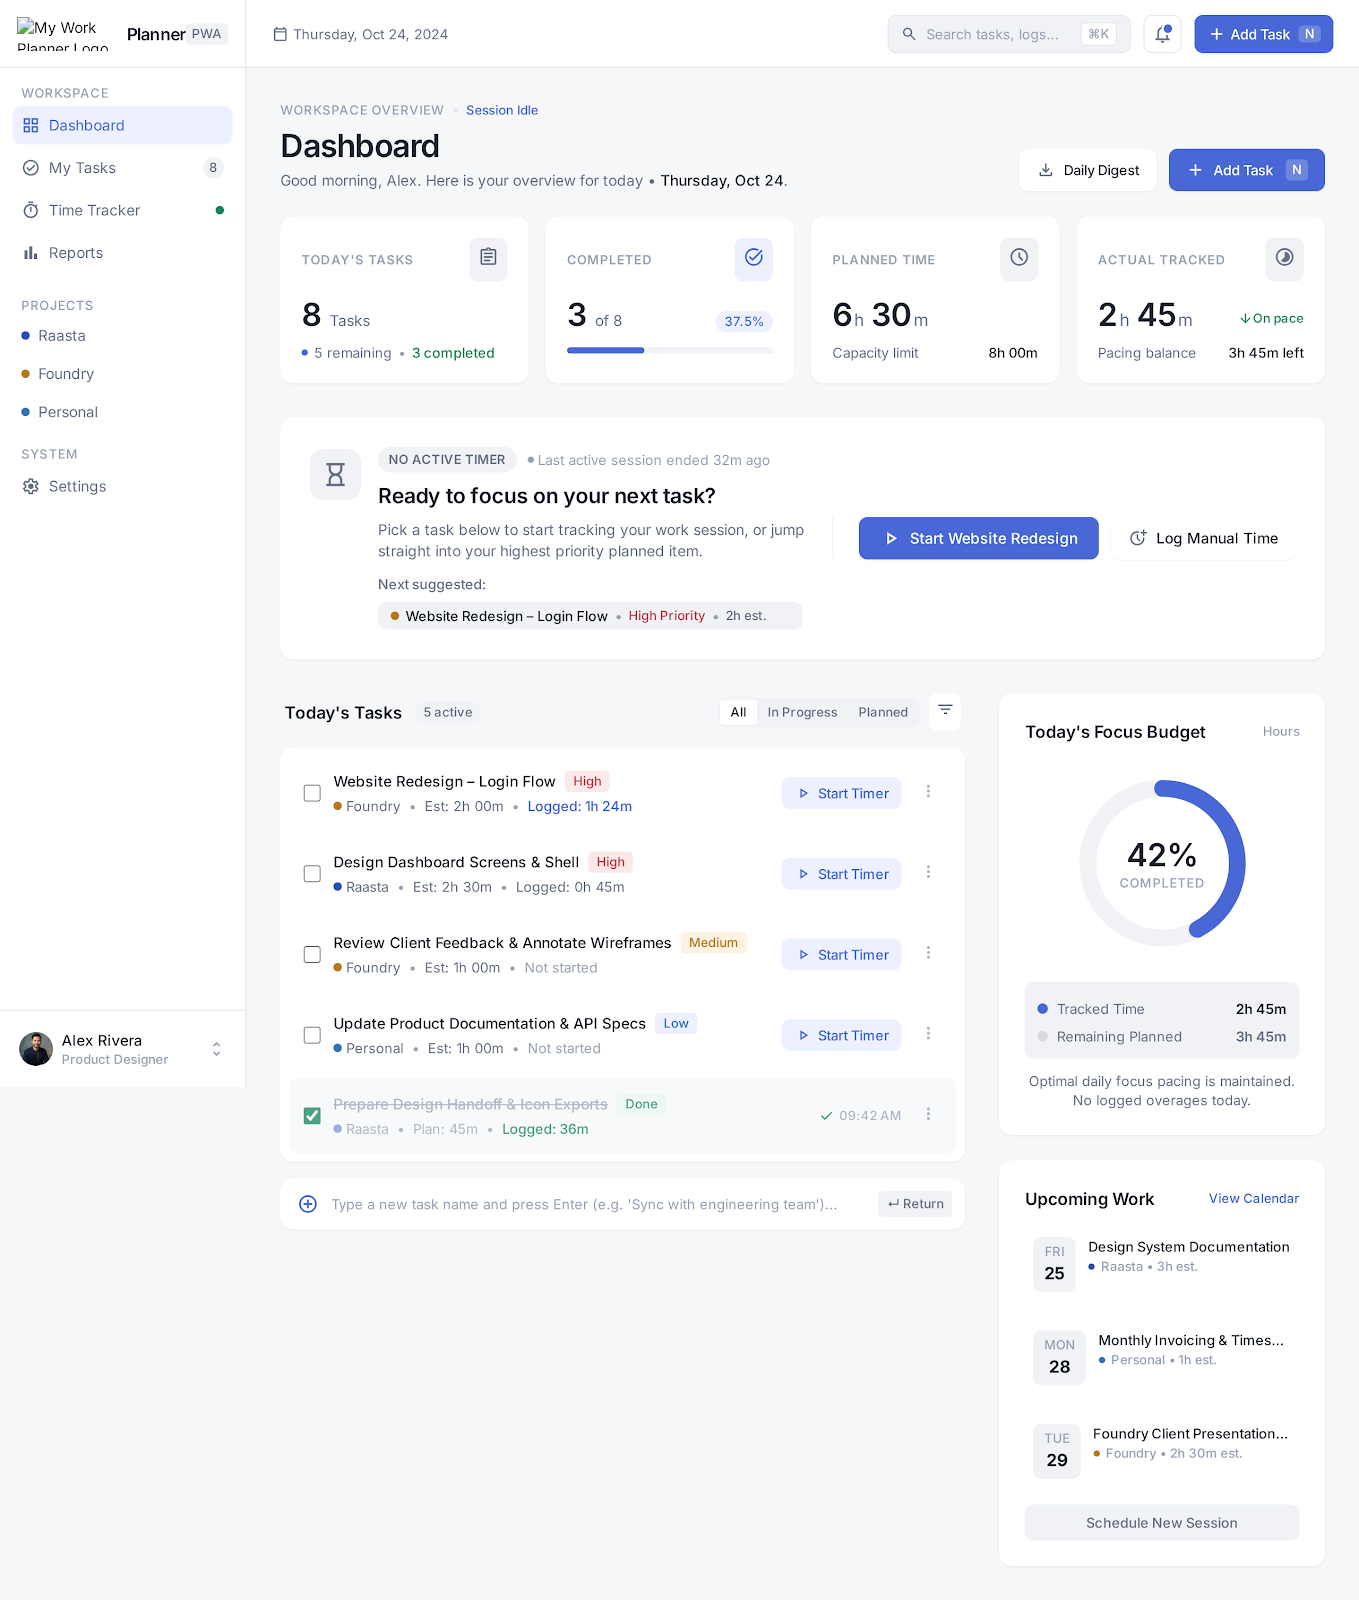 My Work
Planner Logo
Planner PWA
Thursday, Oct 24, 2024
Search tasks, logs... ⌘K
Add Task N
WORKSPACE
Dashboard
My Tasks 8
Time Tracker
Reports
PROJECTS
Raasta
Foundry
Personal
SYSTEM
Settings
Alex Rivera
Product Designer
WORKSPACE OVERVIEW • Session Idle
Dashboard
Good morning, Alex. Here is your overview for today • Thursday, Oct 24.
Daily Digest
Add Task N
TODAY'S TASKS
8 Tasks
5 remaining • 3 completed
COMPLETED
3 of 8 37.5%
PLANNED TIME
6h 30m
Capacity limit 8h 00m
ACTUAL TRACKED
2h 45m ↓ On pace
Pacing balance 3h 45m left
NO ACTIVE TIMER • Last active session ended 32m ago
Ready to focus on your next task?
Pick a task below to start tracking your work session, or jump
straight into your highest priority planned item.
Next suggested:
Website Redesign – Login Flow • High Priority • 2h est.
Start Website Redesign
Log Manual Time
Today's Tasks 5 active
All In Progress Planned
Website Redesign – Login Flow High
Foundry • Est: 2h 00m • Logged: 1h 24m
Start Timer
Design Dashboard Screens & Shell High
Raasta • Est: 2h 30m • Logged: 0h 45m
Start Timer
Review Client Feedback & Annotate Wireframes Medium
Foundry • Est: 1h 00m • Not started
Start Timer
Update Product Documentation & API Specs Low
Personal • Est: 1h 00m • Not started
Start Timer
Prepare Design Handoff & Icon Exports Done
Raasta • Plan: 45m • Logged: 36m
09:42 AM
Type a new task name and press Enter (e.g. 'Sync with engineering team')...
↵ Return
Today's Focus Budget Hours
42%
COMPLETED
Tracked Time 2h 45m
Remaining Planned 3h 45m
Optimal daily focus pacing is maintained.
No logged overages today.
Upcoming Work View Calendar
FRI
25
Design System Documentation
Raasta • 3h est.
MON
28
Monthly Invoicing & Times...
Personal • 1h est.
TUE
29
Foundry Client Presentation...
Foundry • 2h 30m est.
Schedule New Session